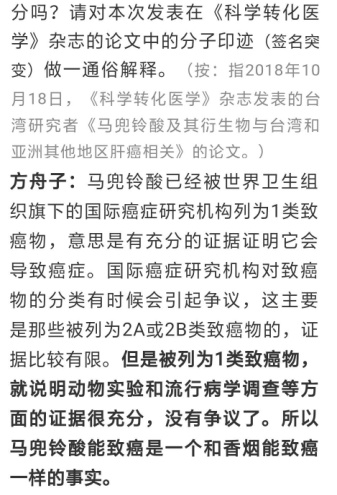 分吗？请对本次发表在《科学转化医
学》杂志的论文中的分子印迹（签名突
变）做一通俗解释。（按：指2018年10
月18日，《科学转化医学》杂志发表的台
湾研究者《马兜铃酸及其衍生物与台湾和
亚洲其他地区肝癌相关》的论文。）
方舟子：马兜铃酸已经被世界卫生组
织旗下的国际癌症研究机构列为1类致
癌物，意思是有充分的证据证明它会
导致癌症。国际癌症研究机构对致癌
物的分类有时候会引起争议，这主要
是那些被列为2A或2B类致癌物的，证
据比较有限。但是被列为1类致癌物，
就说明动物实验和流行病学调查等方
面的证据很充分，没有争议了。所以
马兜铃酸能致癌是一个和香烟能致癌
一样的事实。